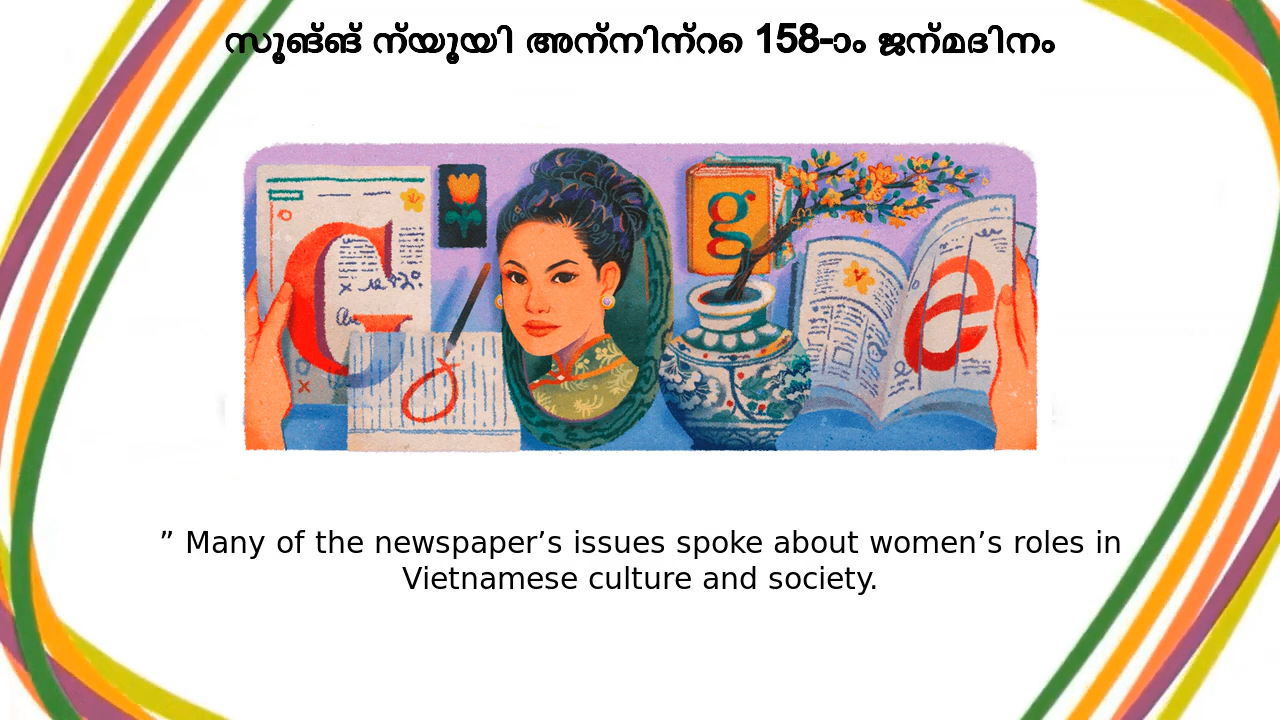 സൂങ്ങ് ന്യൂയി അന്നിന്റെ 158-ാം ജന്മദിനം
g
e
” Many of the newspaper’s issues spoke about women’s roles in
Vietnamese culture and society.